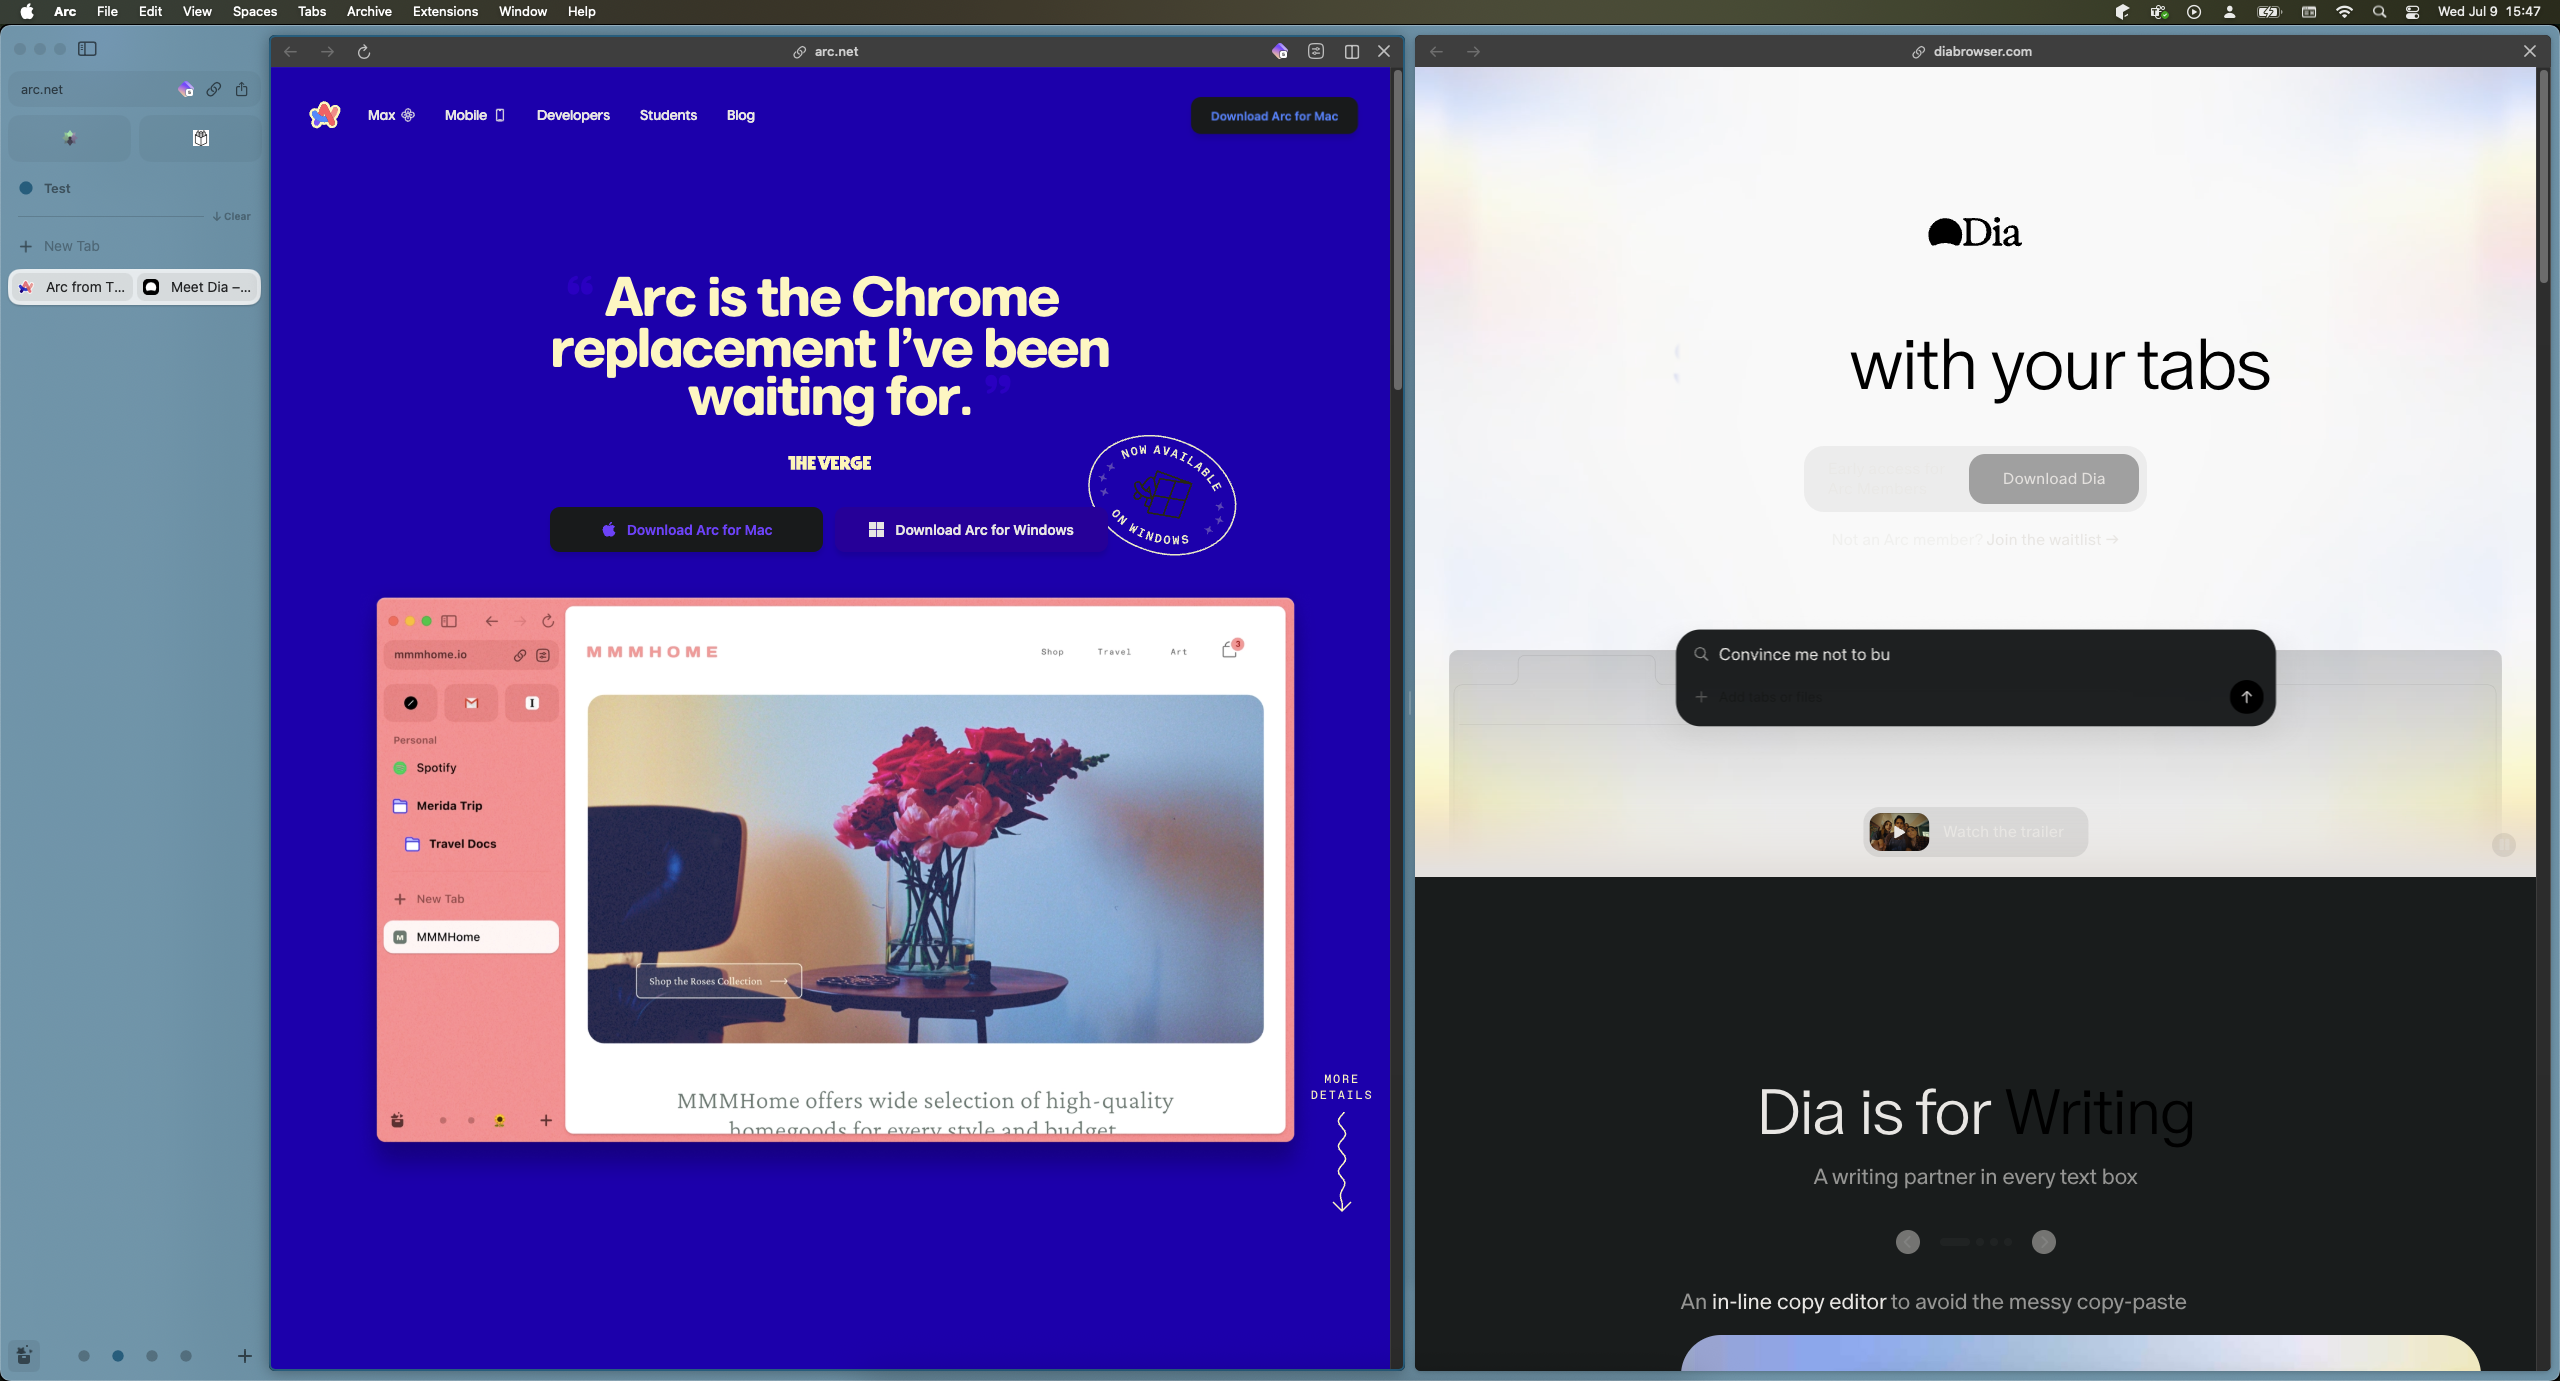 Arc File Edit View Spaces Tabs Archive Extensions Window Help
Wed Jul 9 15:47
arc.net
Test
Clear
New Tab
Arc from T...
Meet Dia –...
arc.net
Max
Mobile
Developers
Students
Blog
Download Arc for Mac
“ Arc is the Chrome
replacement I’ve been
waiting for. ”
THE VERGE
NOW AVAILABLE
ON WINDOWS
Download Arc for Mac
Download Arc for Windows
mmmhome.io
Personal
Spotify
Merida Trip
Travel Docs
New Tab
M MMMHome
MMMHOME
Shop
Travel
Art
3
Shop the Roses Collection
MMMHome offers wide selection of high-quality
homegoods for every style and budget
MORE
DETAILS
diabrowser.com
Dia
with your tabs
Download Dia
Not an Arc member? Join the waitlist →
Convince me not to bu
Add tabs or files
Watch the trailer
Dia is for Writing
A writing partner in every text box
An in-line copy editor to avoid the messy copy-paste